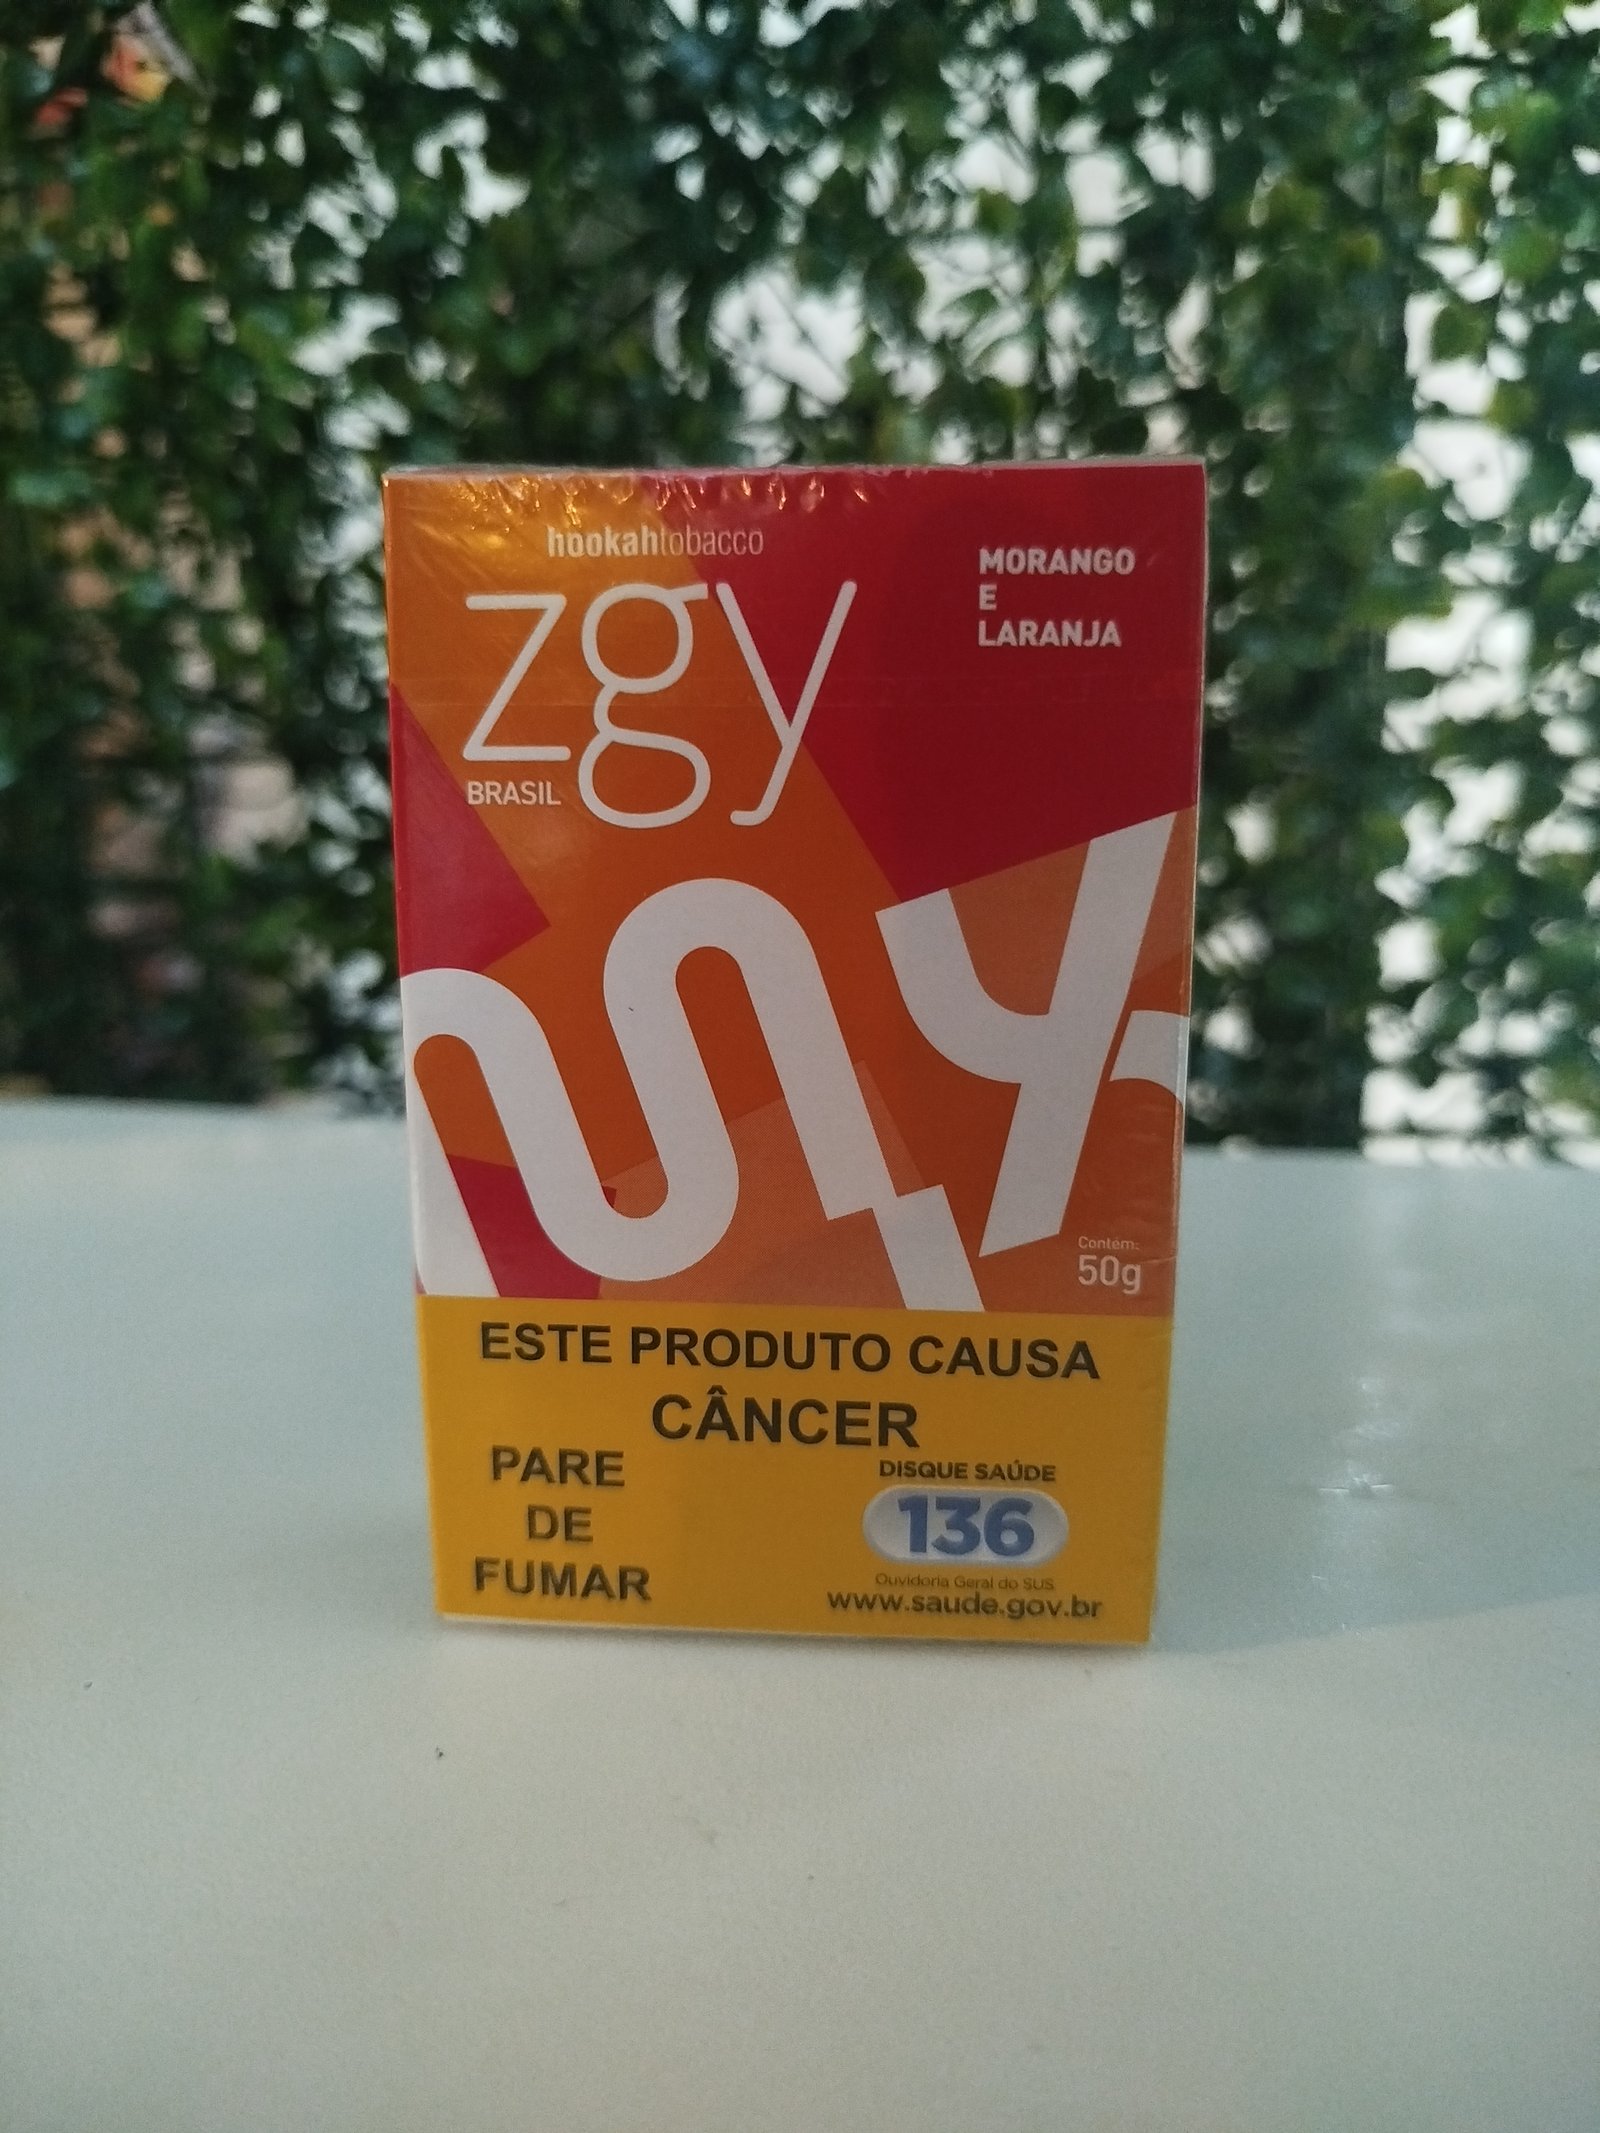 hookahtobacco
zgy
BRASIL
MORANGO
E
LARANJA
Contém:
50g
ESTE PRODUTO CAUSA
CÂNCER
PARE
DE
FUMAR
DISQUE SAÚDE
136
Ouvidoria Geral do SUS
www.saude.gov.br